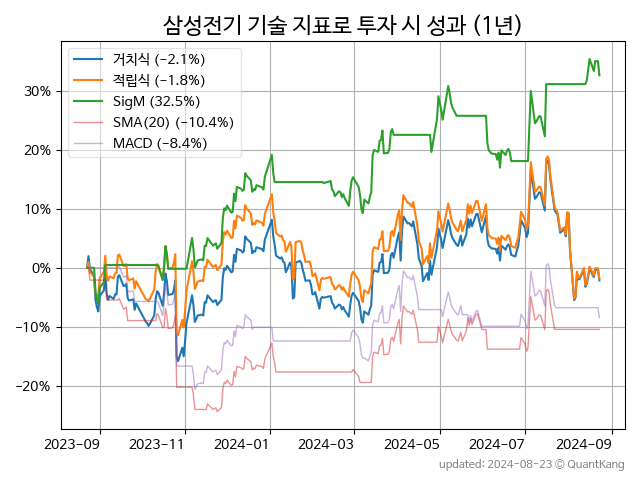 삼성전기 기술 지표로 투자 시 성과 (1년)
거치식 (−2.1%)
적립식 (−1.8%)
SigM (32.5%)
SMA(20) (−10.4%)
MACD (−8.4%)
30%
20%
10%
0%
−10%
−20%
2023-09
2023-11
2024-01
2024-03
2024-05
2024-07
2024-09
updated: 2024-08-23 © QuantKang